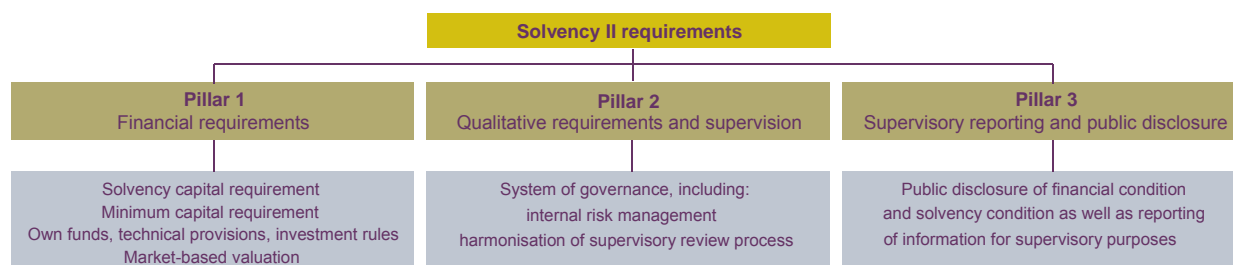 Solvency II requirements
Pillar 1
Financial requirements
Pillar 2
Qualitative requirements and supervision
Pillar 3
Supervisory reporting and public disclosure
Solvency capital requirement
Minimum capital requirement
Own funds, technical provisions, investment rules
Market-based valuation
System of governance, including:
internal risk management
harmonisation of supervisory review process
Public disclosure of financial condition
and solvency condition as well as reporting
of information for supervisory purposes